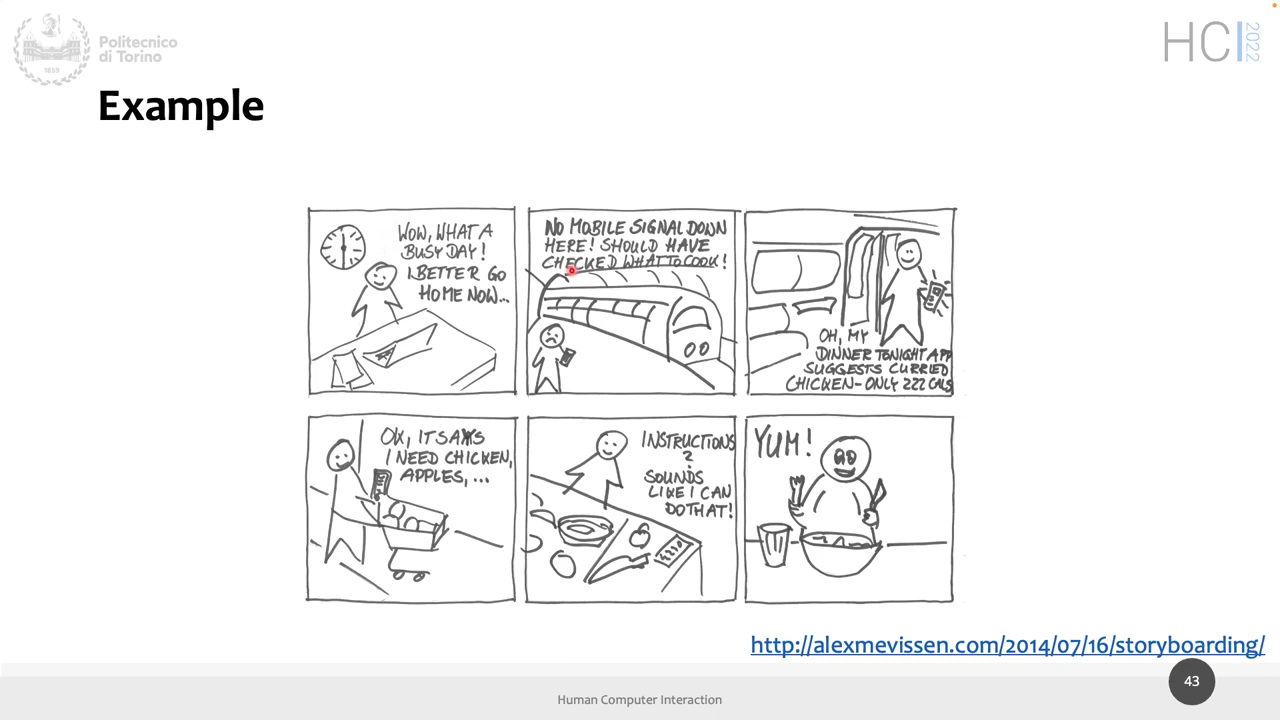 Politecnico
di Torino
1859
HCI
2022
Example
WOW, WHAT A
BUSY DAY!
I BETTER GO
HOME NOW...
NO MOBILE SIGNAL DOWN
HERE! SHOULD HAVE
CHECKED WHAT TO COOK!
OH, MY
DINNER TONIGHT APP
SUGGESTS CURRIED
CHICKEN - ONLY 222 CALS
OK, IT SAYS
I NEED CHICKEN,
APPLES, ...
INSTRUCTIONS
?
SOUNDS
LIKE I CAN
DO THAT!
YUM!
http://alexmevissen.com/2014/07/16/storyboarding/
43
Human Computer Interaction